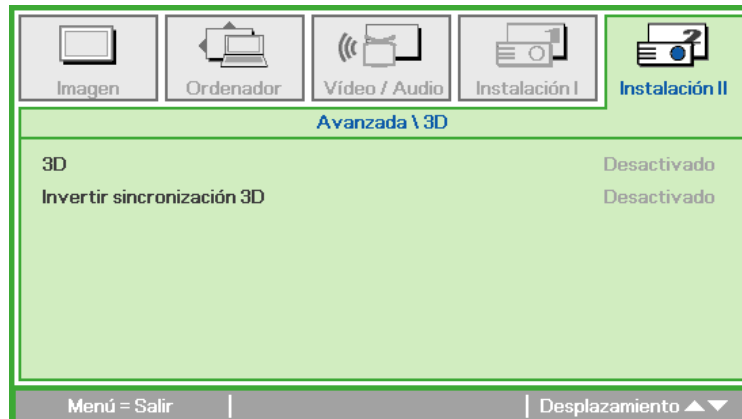 Imagen
Ordenador
Vídeo / Audio
Instalación I
Instalación II
Avanzada \ 3D
3D Desactivado
Invertir sincronización 3D Desactivado
Menú = Salir Desplazamiento ▲▼